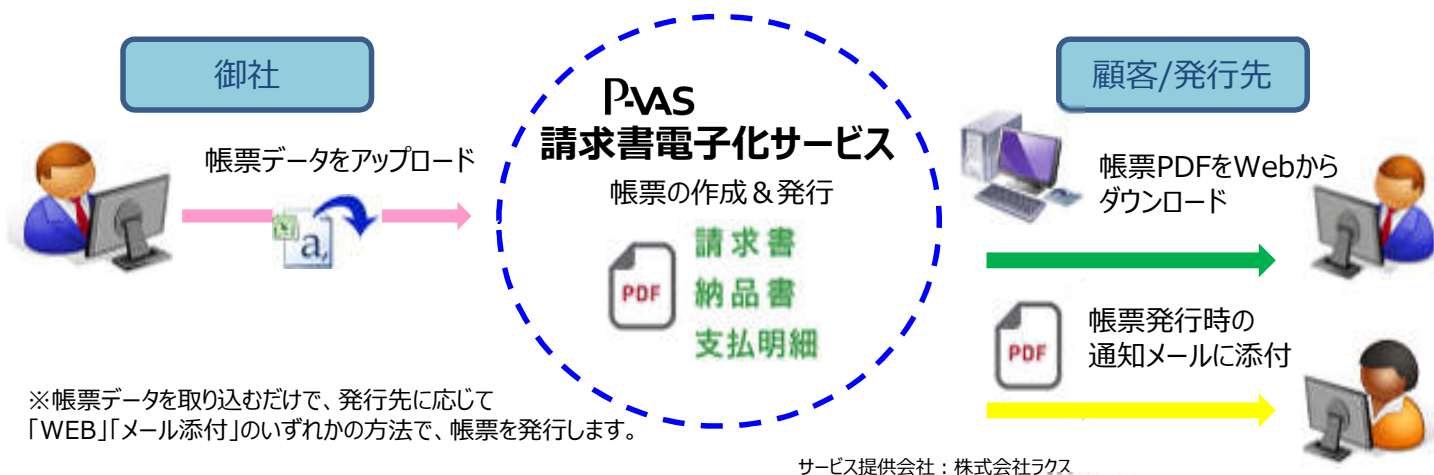 御社
帳票データをアップロード
a,
P-VAS
請求書電子化サービス
帳票の作成&発行
PDF
請求書
納品書
支払明細
顧客/発行先
帳票PDFをWebから
ダウンロード
PDF
帳票発行時の
通知メールに添付
※帳票データを取り込むだけで、発行先に応じて
「WEB」「メール添付」のいずれかの方法で、帳票を発行します。
サービス提供会社:株式会社ラクス